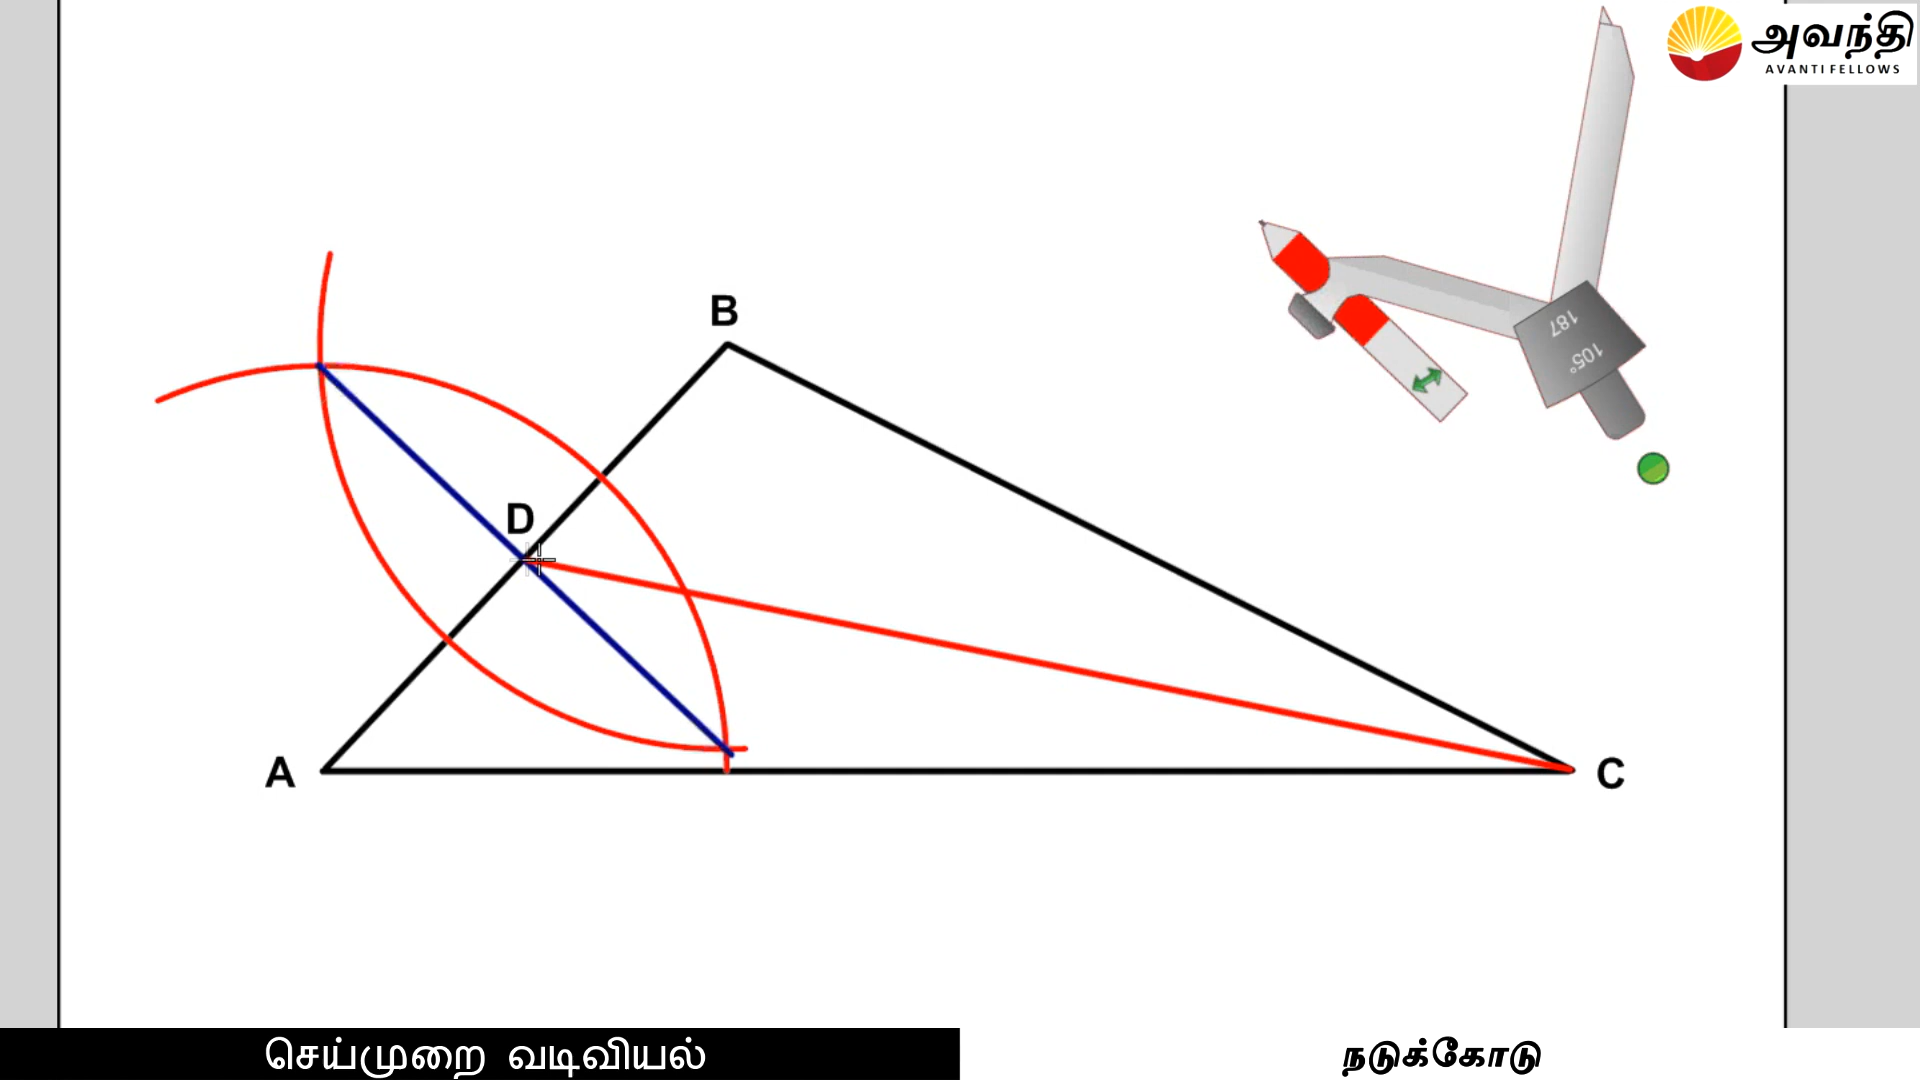 அவந்தி
AVANTI FELLOWS
187
105°
B
D
A
C
செய்முறை வடிவியல்
நடுக்கோடு